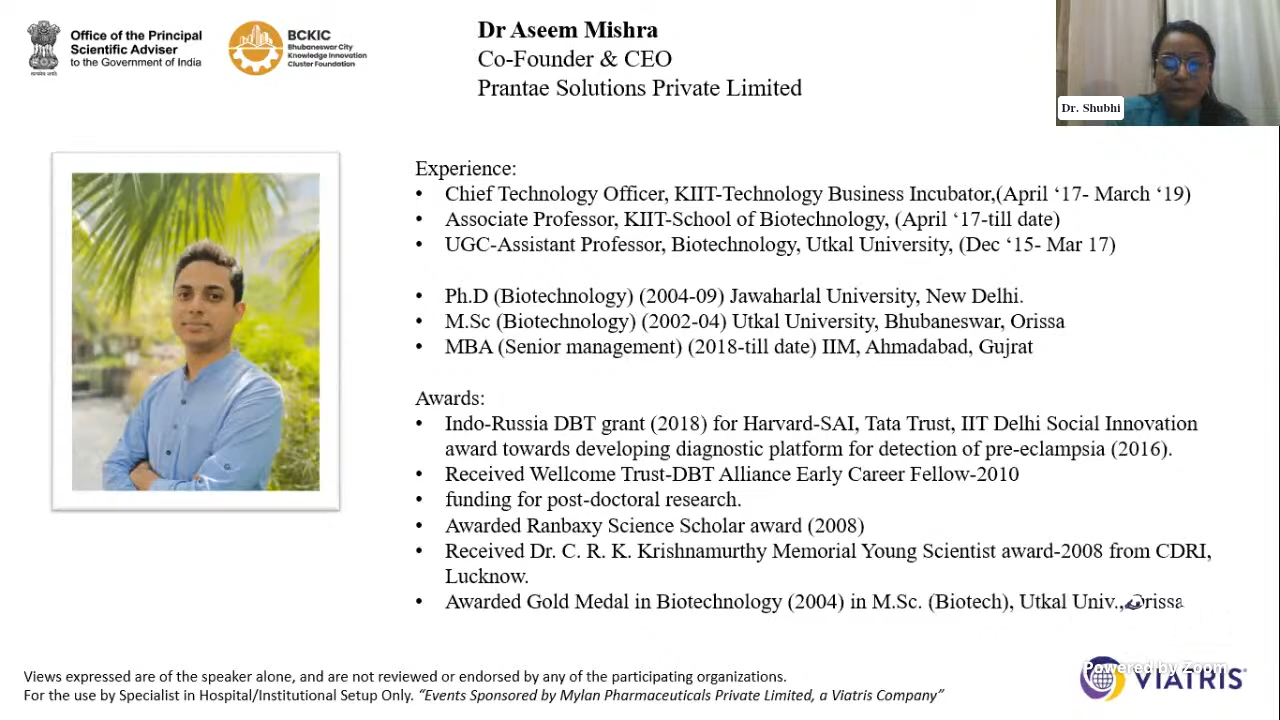 Office of the Principal
Scientific Adviser
to the Government of India
BCKIC
Bhubaneswar City
Knowledge Innovation
Cluster Foundation
Dr Aseem Mishra
Co-Founder & CEO
Prantae Solutions Private Limited
Dr. Shubhi
Experience:
• Chief Technology Officer, KIIT-Technology Business Incubator,(April ‘17- March ‘19)
• Associate Professor, KIIT-School of Biotechnology, (April ‘17-till date)
• UGC-Assistant Professor, Biotechnology, Utkal University, (Dec ‘15- Mar 17)
• Ph.D (Biotechnology) (2004-09) Jawaharlal University, New Delhi.
• M.Sc (Biotechnology) (2002-04) Utkal University, Bhubaneswar, Orissa
• MBA (Senior management) (2018-till date) IIM, Ahmadabad, Gujrat
Awards:
• Indo-Russia DBT grant (2018) for Harvard-SAI, Tata Trust, IIT Delhi Social Innovation
award towards developing diagnostic platform for detection of pre-eclampsia (2016).
• Received Wellcome Trust-DBT Alliance Early Career Fellow-2010
• funding for post-doctoral research.
• Awarded Ranbaxy Science Scholar award (2008)
• Received Dr. C. R. K. Krishnamurthy Memorial Young Scientist award-2008 from CDRI,
Lucknow.
• Awarded Gold Medal in Biotechnology (2004) in M.Sc. (Biotech), Utkal Univ., Orissa
Views expressed are of the speaker alone, and are not reviewed or endorsed by any of the participating organizations.
For the use by Specialist in Hospital/Institutional Setup Only. “Events Sponsored by Mylan Pharmaceuticals Private Limited, a Viatris Company”
Powered by Zoom
VIATRIS